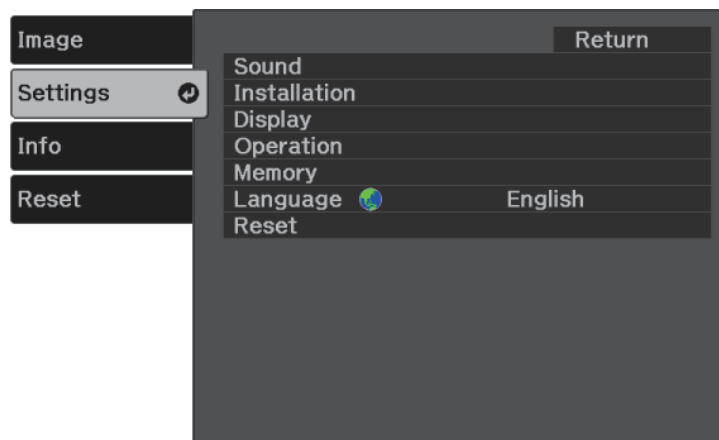 Image
Settings
Info
Reset
Return
Sound
Installation
Display
Operation
Memory
Language English
Reset